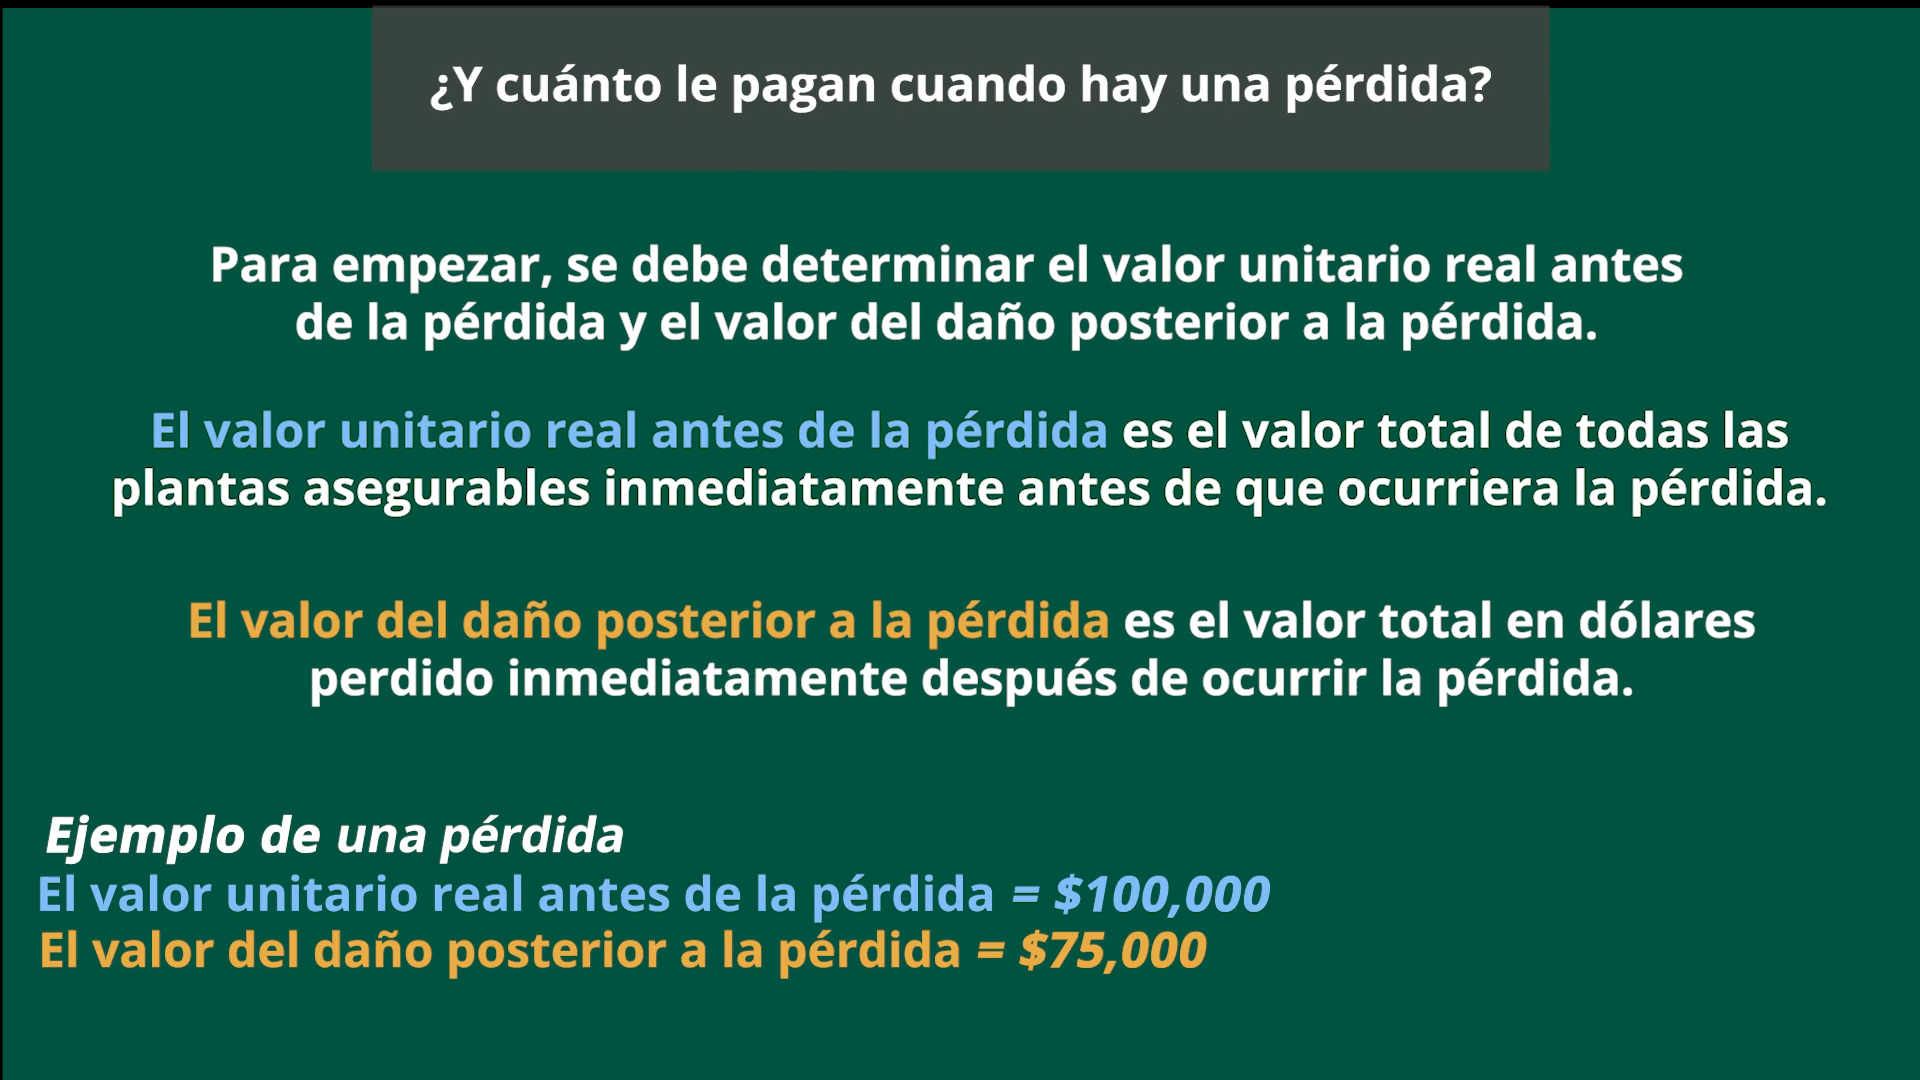 ¿Y cuánto le pagan cuando hay una pérdida?
Para empezar, se debe determinar el valor unitario real antes
de la pérdida y el valor del daño posterior a la pérdida.
El valor unitario real antes de la pérdida es el valor total de todas las
plantas asegurables inmediatamente antes de que ocurriera la pérdida.
El valor del daño posterior a la pérdida es el valor total en dólares
perdido inmediatamente después de ocurrir la pérdida.
Ejemplo de una pérdida
El valor unitario real antes de la pérdida = $100,000
El valor del daño posterior a la pérdida = $75,000